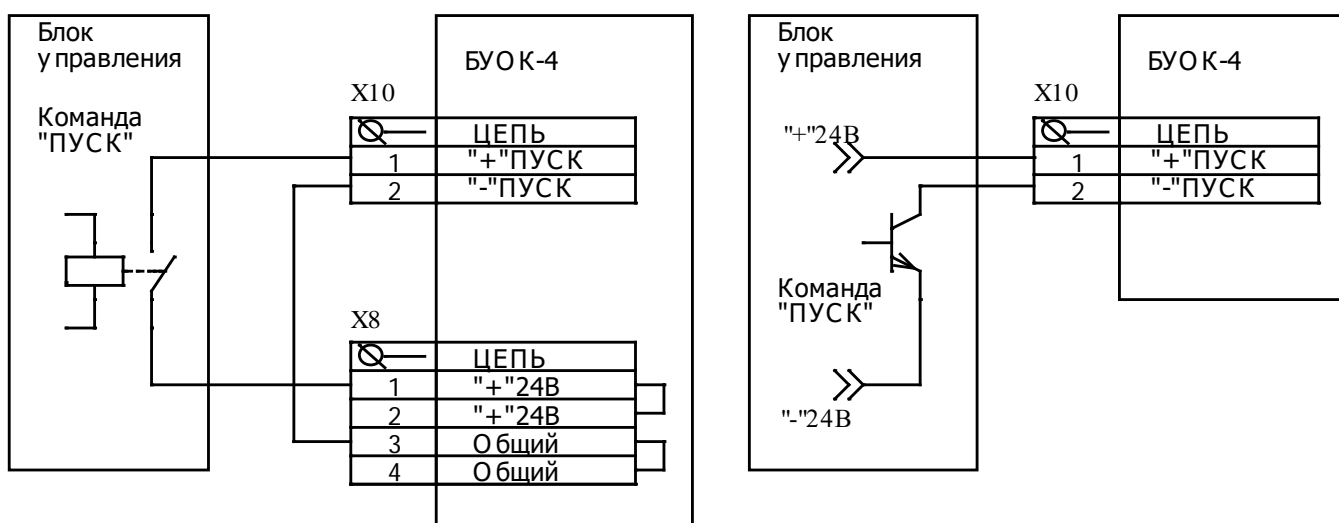 Блок
управления
Команда
"ПУСК"
БУОК-4
X10
ЦЕПЬ
1 "+"ПУСК
2 "-"ПУСК
X8
ЦЕПЬ
1 "+"24В
2 "+"24В
3 Общий
4 Общий
Блок
управления
"+"24В
Команда
"ПУСК"
"-"24В
БУОК-4
X10
ЦЕПЬ
1 "+"ПУСК
2 "-"ПУСК